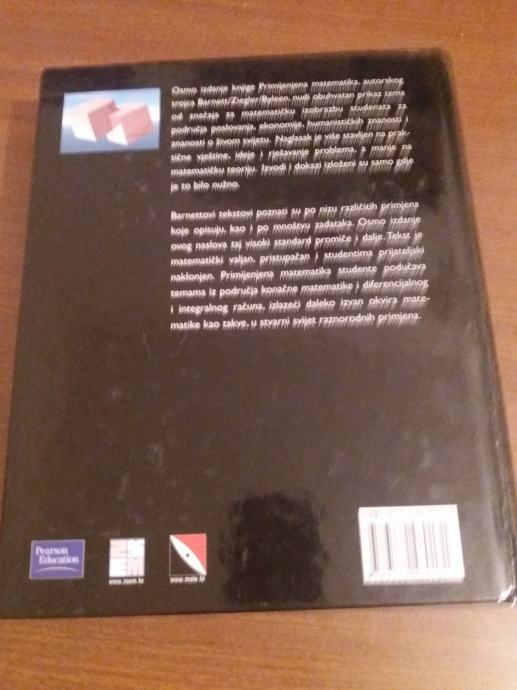 Osmo izdanje knjige Primijenjena matematika, autorskog
trojca Barnett/Ziegler/Byleen, nudi obuhvatan prikaz tema
od značaja za matematičku izobrazbu studenata za
područja poslovanja, ekonomije, humanističkih znanosti i
znanosti o živom svijetu. Naglasak je više stavljen na prak-
tične vještine, ideje i rješavanje problema, a manje na
matematičku teoriju. Izvodi i dokazi izloženi su samo gdje
je to bilo nužno.
Barnettovi tekstovi poznati su po nizu različitih primjena
koje opisuju, kao i po mnoštvu zadataka. Osmo izdanje
ovog naslova taj visoki standard promiče i dalje. Tekst je
matematički valjan, pristupačan i studentima prijateljski
naklonjen. Primijenjena matematika studente podučava
temama iz područja konačne matematike i diferencijalnog
i integralnog računa, izlazeći daleko izvan okvira mate-
matike kao takve, u stvarni svijet raznorodnih primjena.
Pearson
Education
www.zsem.hr
www.mate.hr